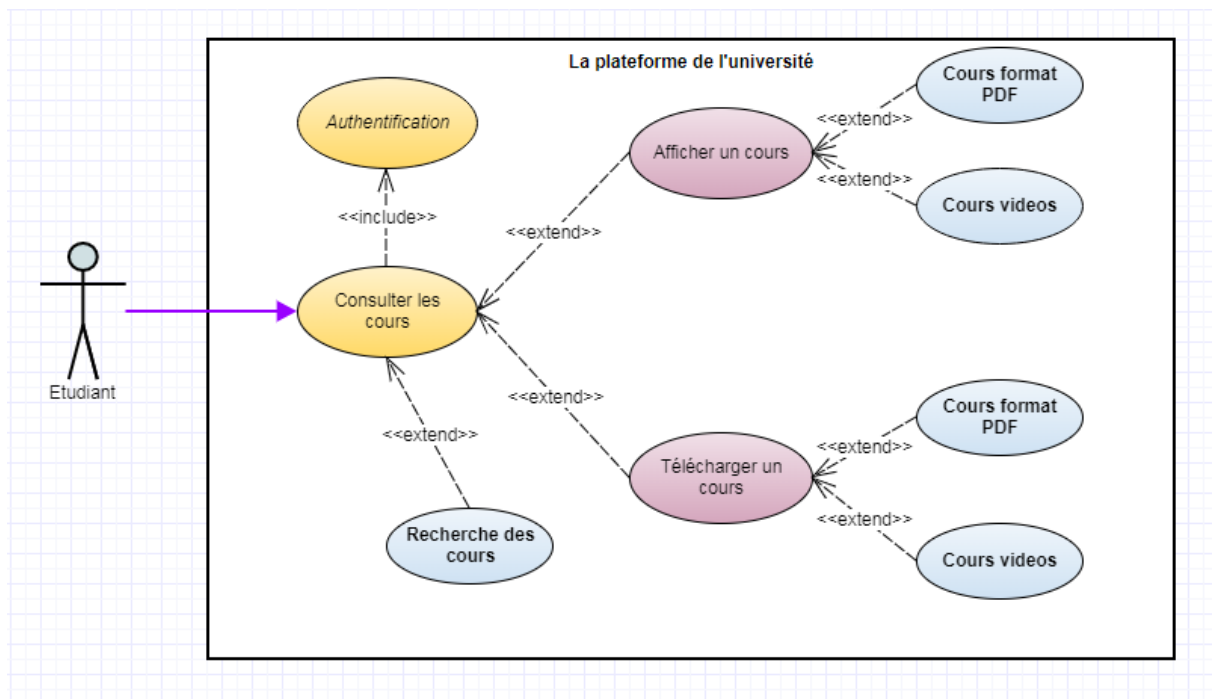 La plateforme de l'université
Cours format
PDF
Authentification
<<extend>>
Afficher un cours
<<extend>>
Cours videos
<<include>>
<<extend>>
Consulter les
cours
Etudiant
<<extend>>
Cours format
PDF
<<extend>>
<<extend>>
Télécharger un
cours
<<extend>>
Recherche des
cours
Cours videos